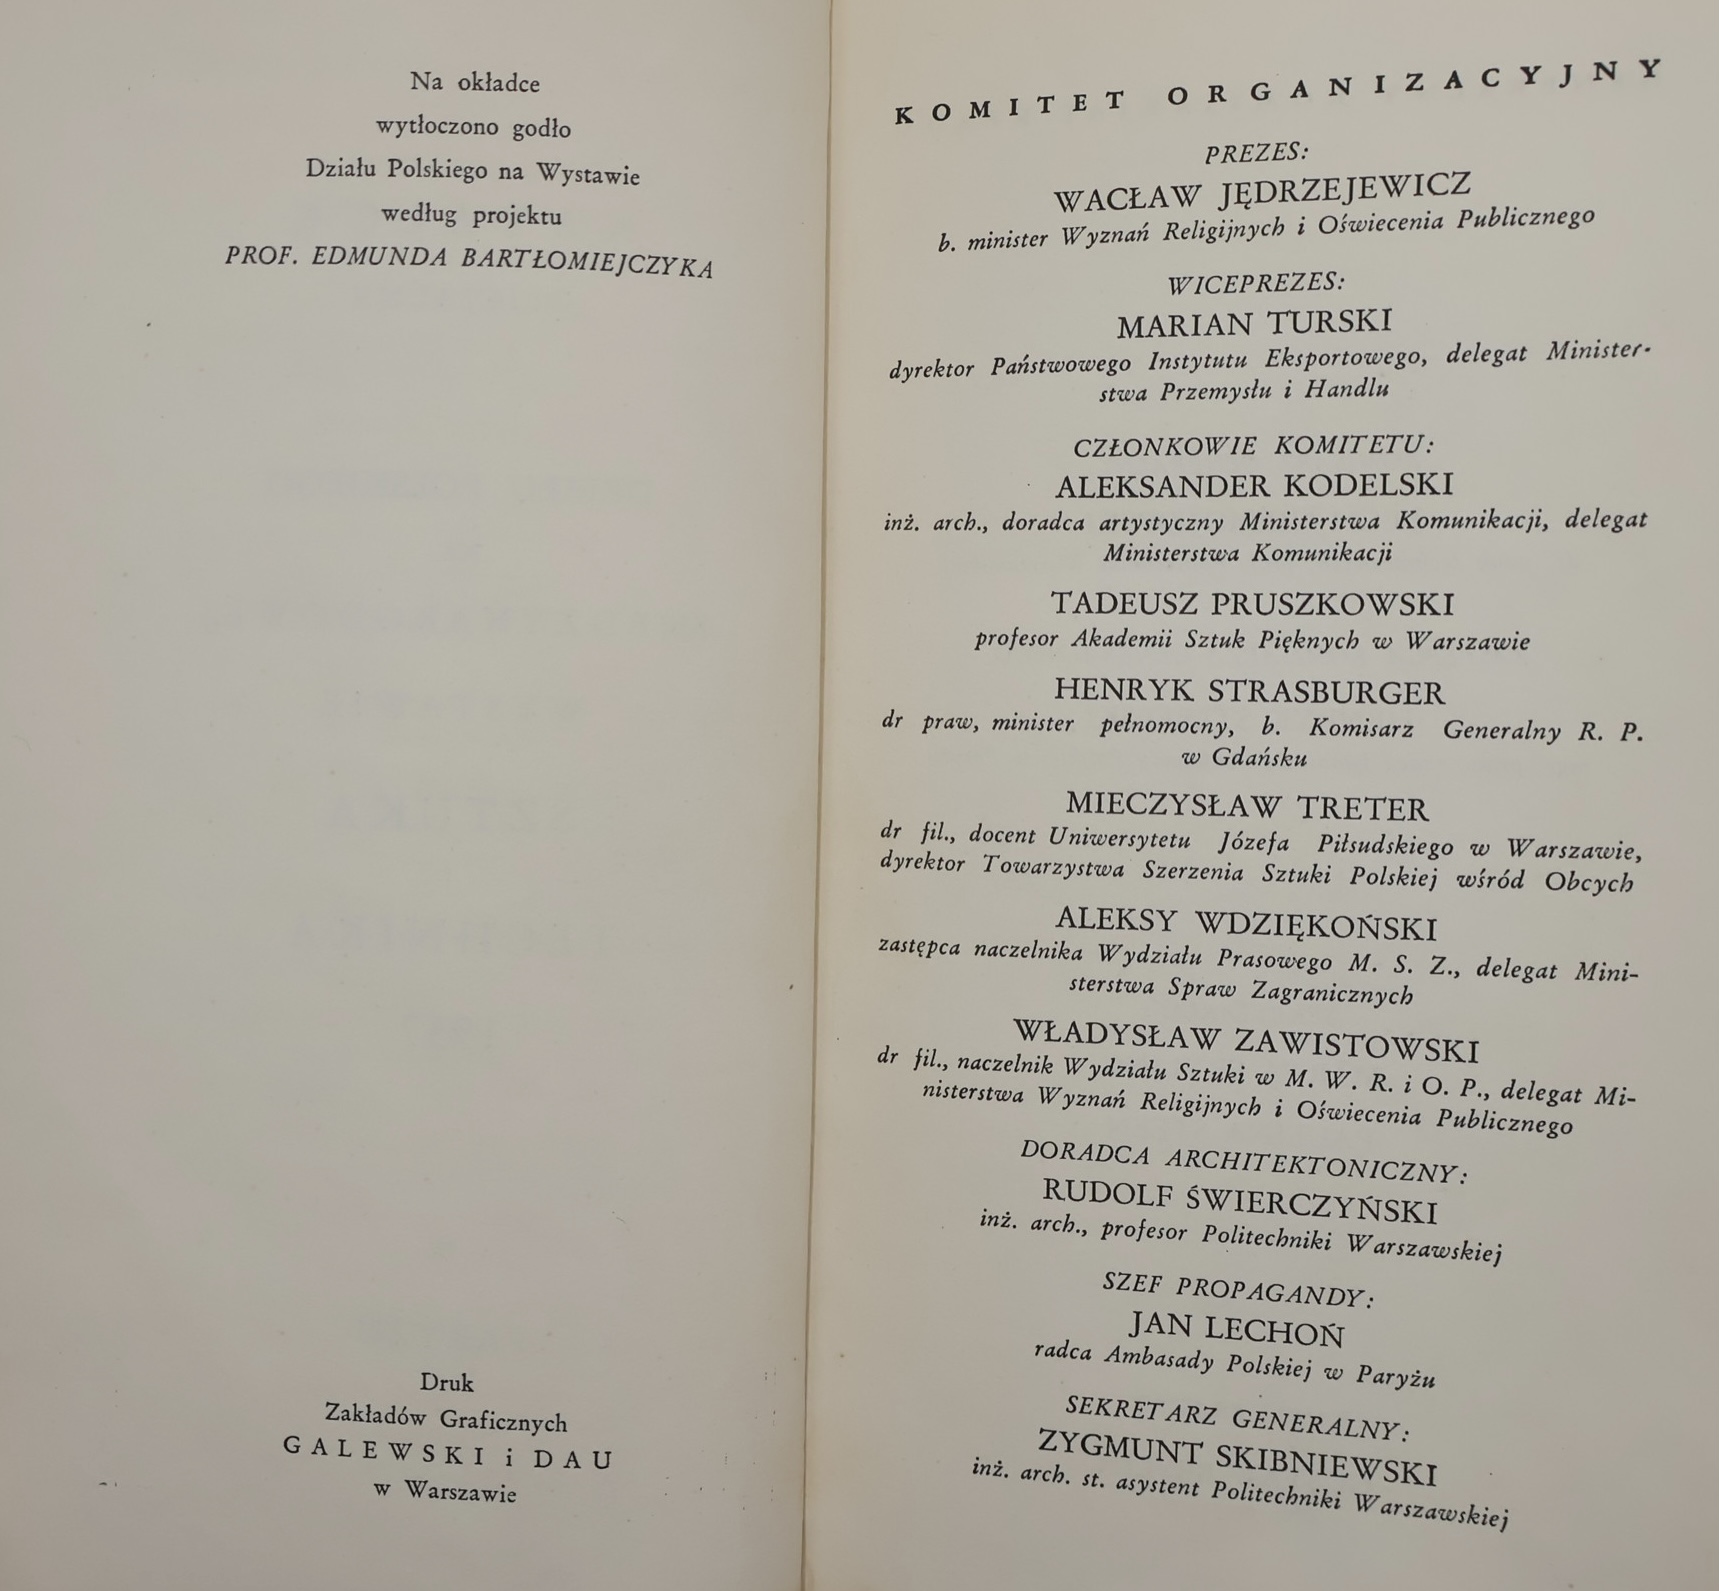 Na okładce
wytłoczono godło
Działu Polskiego na Wystawie
według projektu
PROF. EDMUNDA BARTŁOMIEJCZYKA
Druk
Zakładów Graficznych
GALEWSKI i DAU
w Warszawie
KOMITET ORGANIZACYJNY
PREZES:
WACŁAW JĘDRZEJEWICZ
b. minister Wyznań Religijnych i Oświecenia Publicznego
WICEPREZES:
MARIAN TURSKI
dyrektor Państwowego Instytutu Eksportowego, delegat Minister-
stwa Przemysłu i Handlu
CZŁONKOWIE KOMITETU:
ALEKSANDER KODELSKI
inż. arch., doradca artystyczny Ministerstwa Komunikacji, delegat
Ministerstwa Komunikacji
TADEUSZ PRUSZKOWSKI
profesor Akademii Sztuk Pięknych w Warszawie
HENRYK STRASBURGER
dr praw, minister pełnomocny, b. Komisarz Generalny R. P.
w Gdańsku
MIECZYSŁAW TRETER
dr fil., docent Uniwersytetu Józefa Piłsudskiego w Warszawie,
dyrektor Towarzystwa Szerzenia Sztuki Polskiej wśród Obcych
ALEKSY WDZIĘKOŃSKI
zastępca naczelnika Wydziału Prasowego M. S. Z., delegat Mini-
sterstwa Spraw Zagranicznych
WŁADYSŁAW ZAWISTOWSKI
dr fil., naczelnik Wydziału Sztuki w M. W. R. i O. P., delegat Mi-
nisterstwa Wyznań Religijnych i Oświecenia Publicznego
DORADCA ARCHITEKTONICZNY:
RUDOLF ŚWIERCZYŃSKI
inż. arch., profesor Politechniki Warszawskiej
SZEF PROPAGANDY:
JAN LECHOŃ
radca Ambasady Polskiej w Paryżu
SEKRETARZ GENERALNY:
ZYGMUNT SKIBNIEWSKI
inż. arch. st. asystent Politechniki Warszawskiej